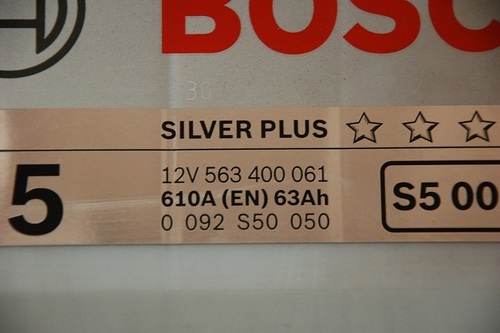 BOSC
SILVER PLUS
5
12V 563 400 061
610A (EN) 63Ah
0 092 S50 050
S5 00